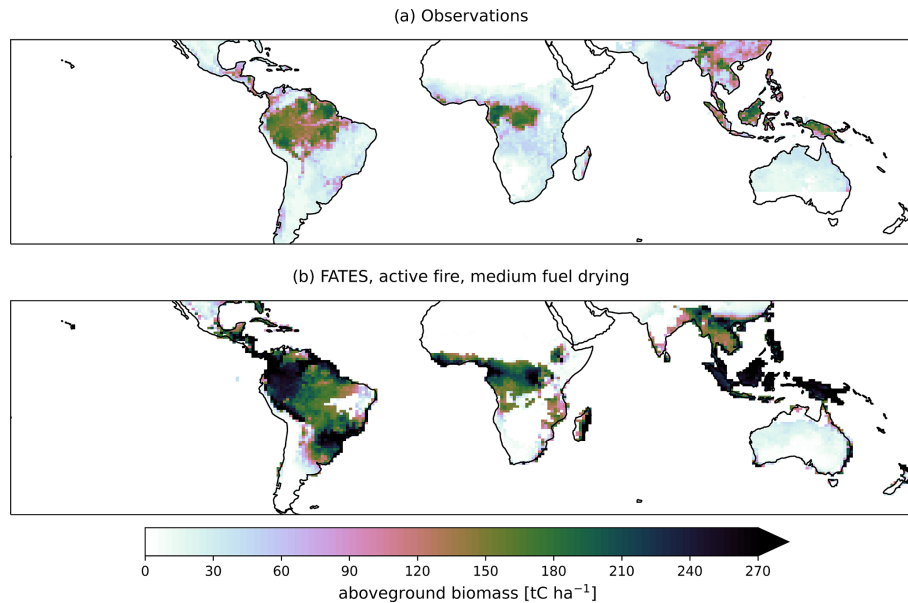 (a) Observations
(b) FATES, active fire, medium fuel drying
0 30 60 90 120 150 180 210 240 270
aboveground biomass [tC ha⁻¹]